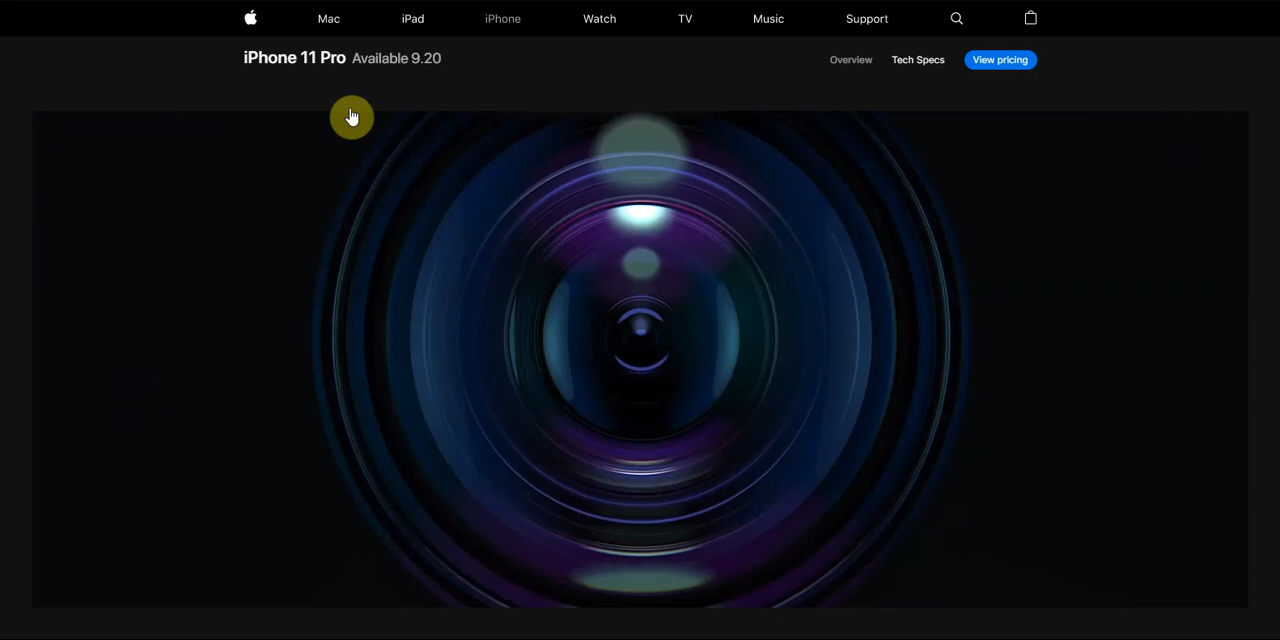 Mac iPad iPhone Watch TV Music Support
iPhone 11 Pro Available 9.20 Overview Tech Specs View pricing